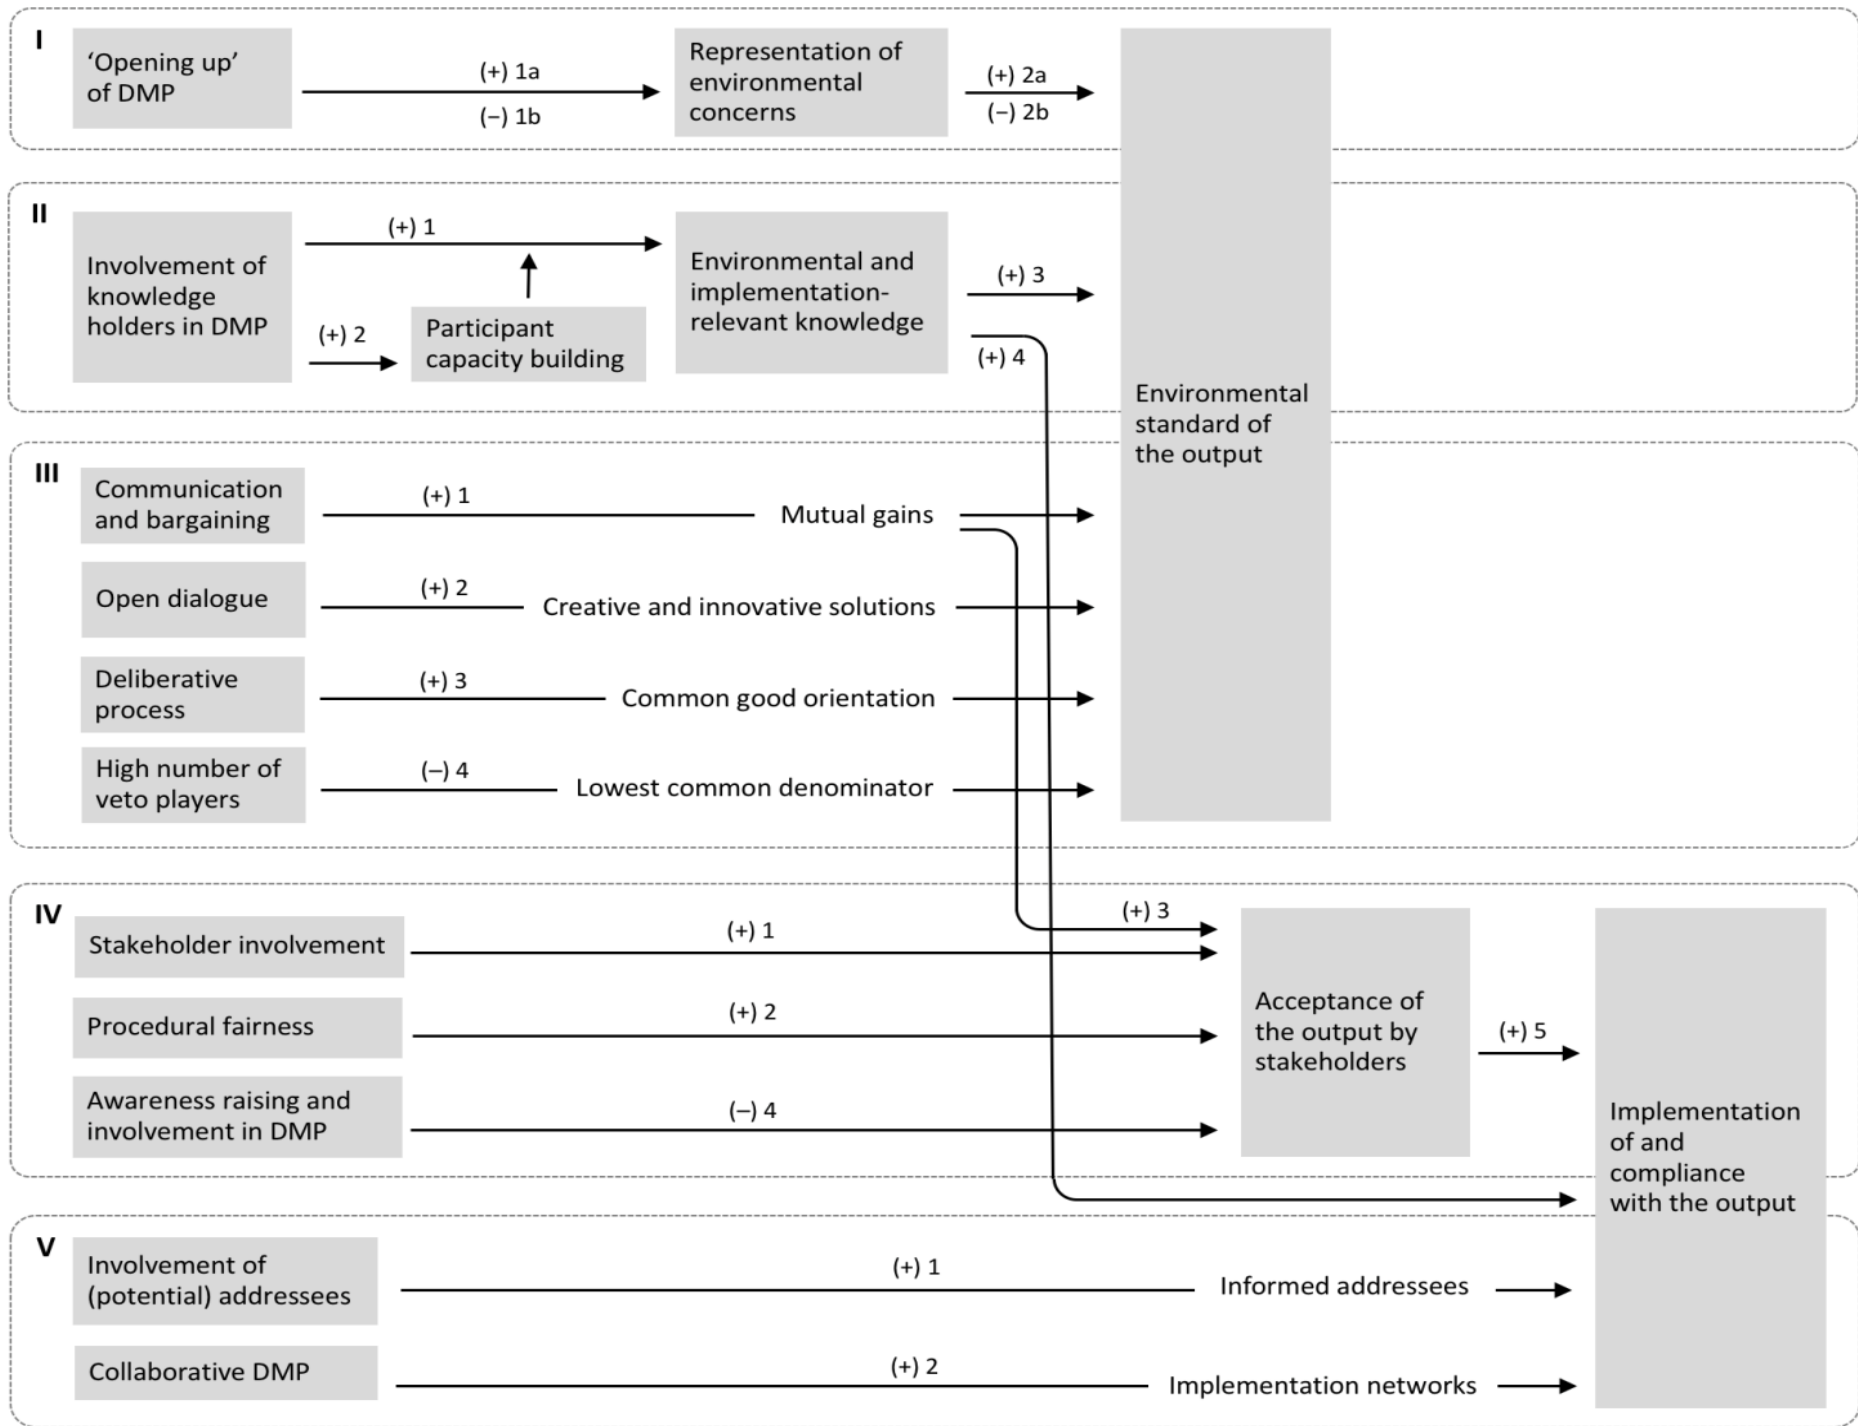 I
‘Opening up’
of DMP
(+) 1a
(−) 1b
Representation of
environmental
concerns
(+) 2a
(−) 2b
II
Involvement of
knowledge
holders in DMP
(+) 1
(+) 2
Participant
capacity building
Environmental and
implementation-
relevant knowledge
(+) 3
(+) 4
Environmental
standard of
the output
III
Communication
and bargaining
(+) 1
Mutual gains
Open dialogue
(+) 2
Creative and innovative solutions
Deliberative
process
(+) 3
Common good orientation
High number of
veto players
(−) 4
Lowest common denominator
IV
Stakeholder involvement
(+) 1
(+) 3
Procedural fairness
(+) 2
Awareness raising and
involvement in DMP
(−) 4
Acceptance of
the output by
stakeholders
(+) 5
Implementation
of and
compliance
with the output
V
Involvement of
(potential) addressees
(+) 1
Informed addressees
Collaborative DMP
(+) 2
Implementation networks